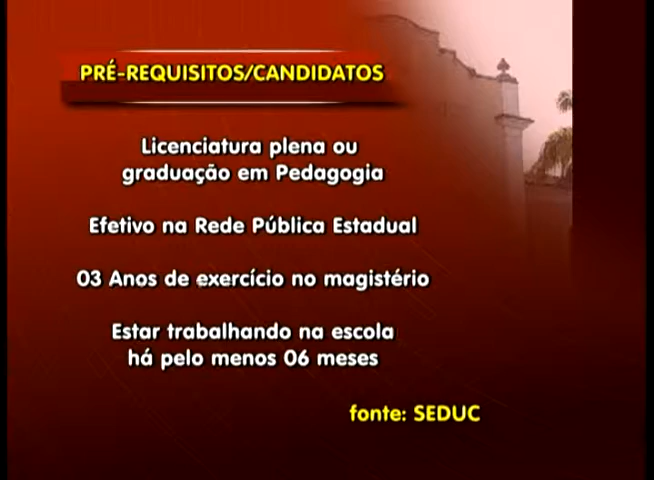 PRÉ-REQUISITOS/CANDIDATOS
Licenciatura plena ou
graduação em Pedagogia
Efetivo na Rede Pública Estadual
03 Anos de exercício no magistério
Estar trabalhando na escola
há pelo menos 06 meses
fonte: SEDUC